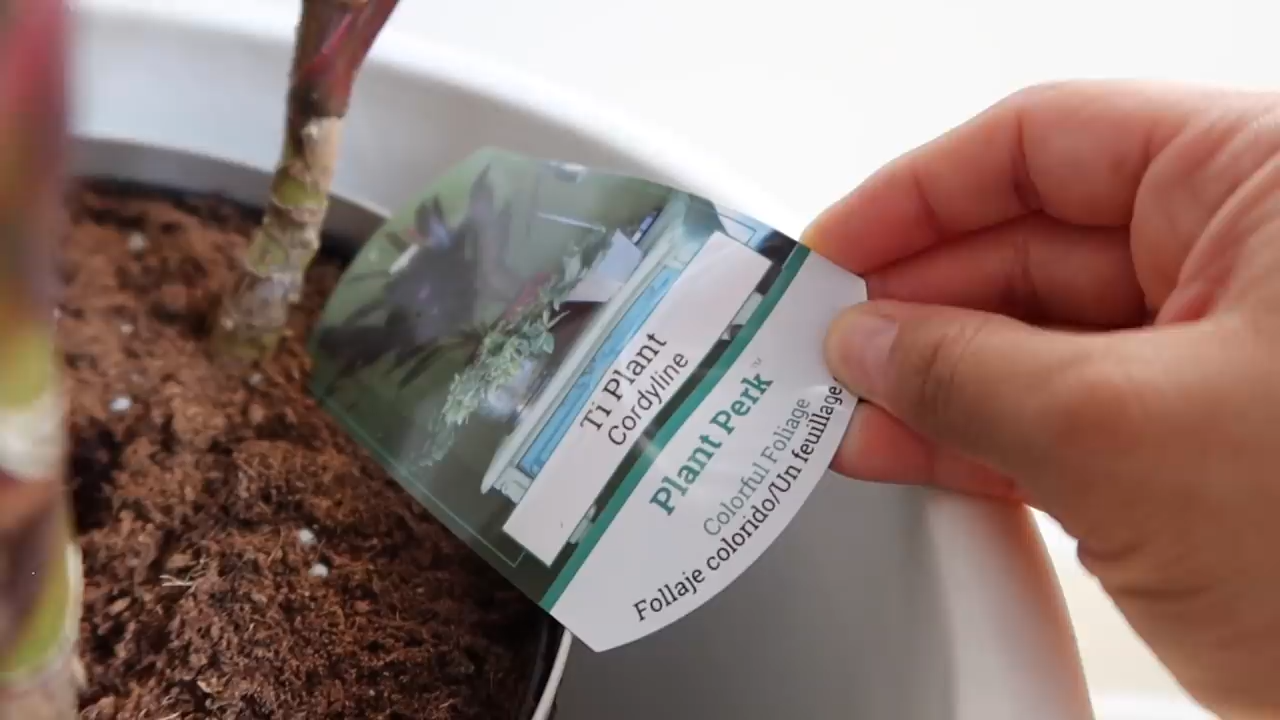 Ti Plant
Cordyline
Plant Perk™
Colorful Foliage
Follaje colorido/Un feuillage